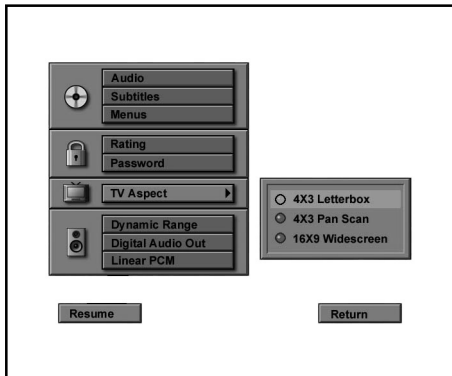 Audio
Subtitles
Menus
Rating
Password
TV Aspect
4X3 Letterbox
4X3 Pan Scan
16X9 Widescreen
Dynamic Range
Digital Audio Out
Linear PCM
Resume
Return